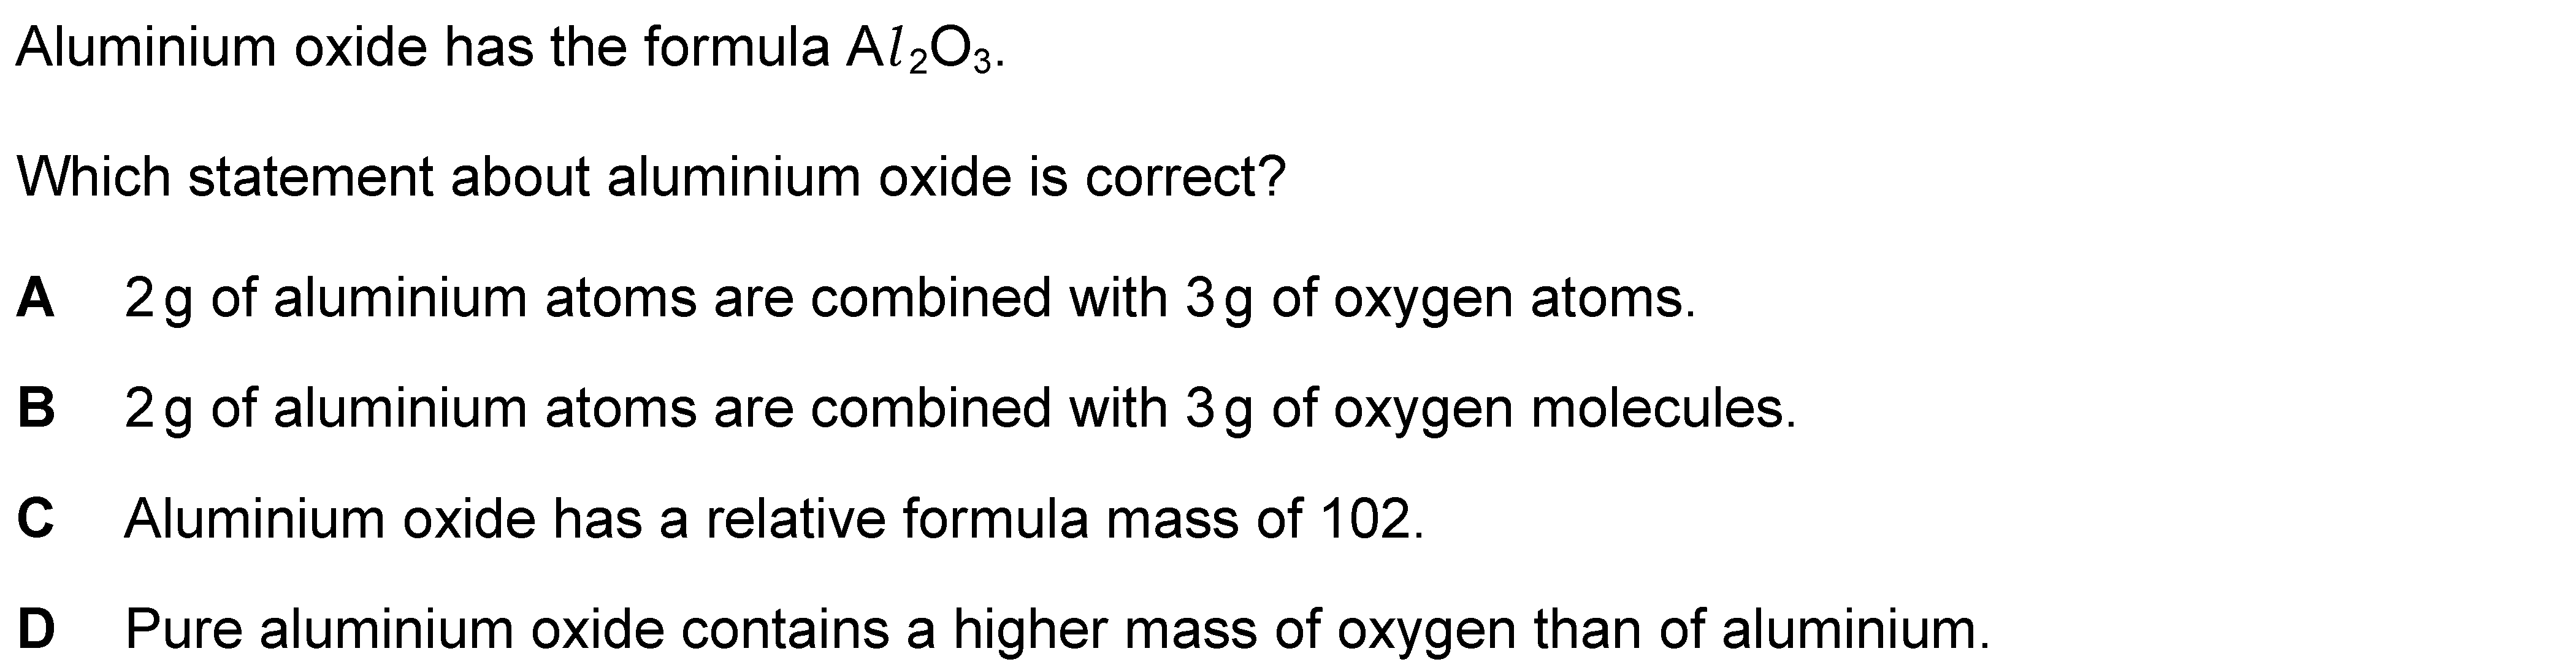 Aluminium oxide has the formula Al₂O₃.
Which statement about aluminium oxide is correct?
A 2 g of aluminium atoms are combined with 3 g of oxygen atoms.
B 2 g of aluminium atoms are combined with 3 g of oxygen molecules.
C Aluminium oxide has a relative formula mass of 102.
D Pure aluminium oxide contains a higher mass of oxygen than of aluminium.